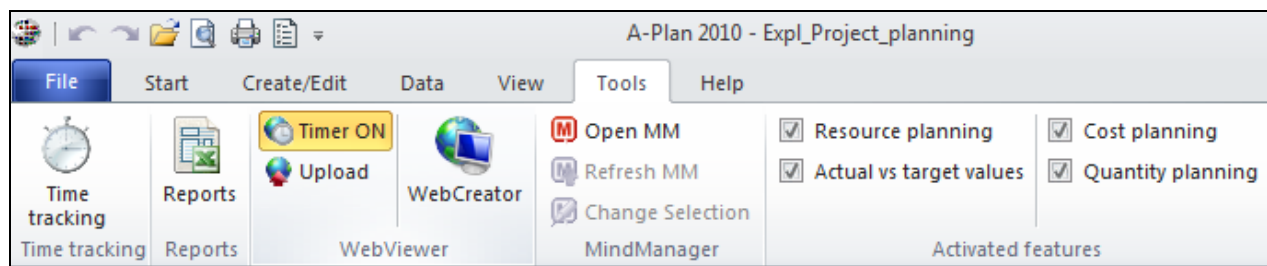 A-Plan 2010 - Expl_Project_planning
File Start Create/Edit Data View Tools Help
Time tracking
Reports
Timer ON
Upload
WebCreator
M Open MM
Refresh MM
Change Selection
Resource planning
Actual vs target values
Cost planning
Quantity planning
Time tracking Reports WebViewer MindManager Activated features